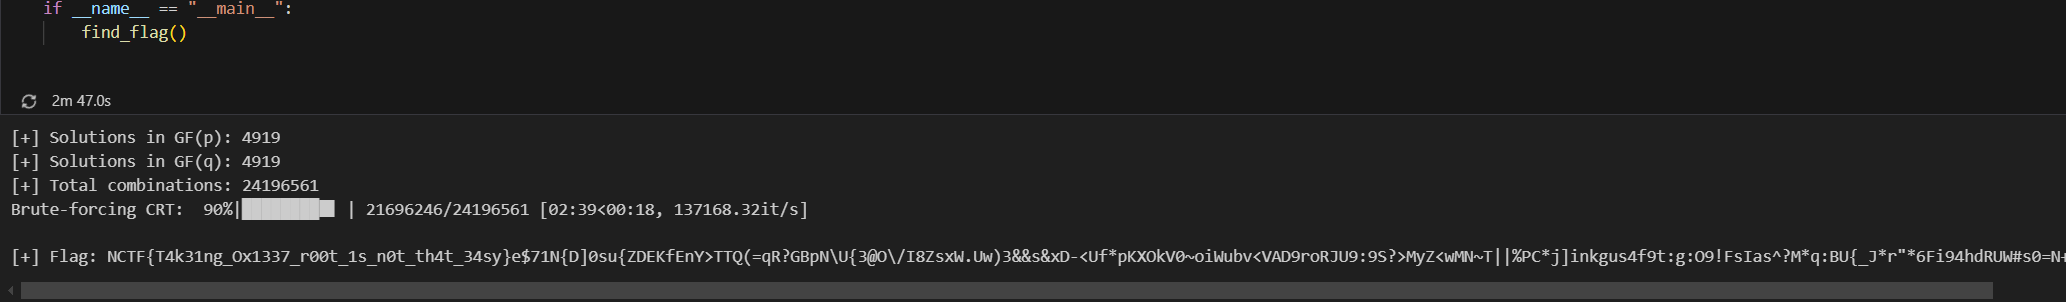 if __name__ == "__main__":
    find_flag()
2m 47.0s
[+] Solutions in GF(p): 4919
[+] Solutions in GF(q): 4919
[+] Total combinations: 24196561
Brute-forcing CRT:  90%|█████████ | 21696246/24196561 [02:39<00:18, 137168.32it/s]
[+] Flag: NCTF{T4k31ng_Ox1337_r00t_1s_n0t_th4t_34sy}e$71N{D]0su{ZDEKfEnY>TTQ(=qR?GBpN\U{3@O\/I8ZsxW.Uw)3&&s&xD-<Uf*pKXOkV0~oiWubv<VAD9roRJU9:9S?>MyZ<wMN~T||%PC*j]inkgus4f9t:g:O9!FsIas^?M*q:BU{_J*r"*6Fi94hdRUW#s0=N+